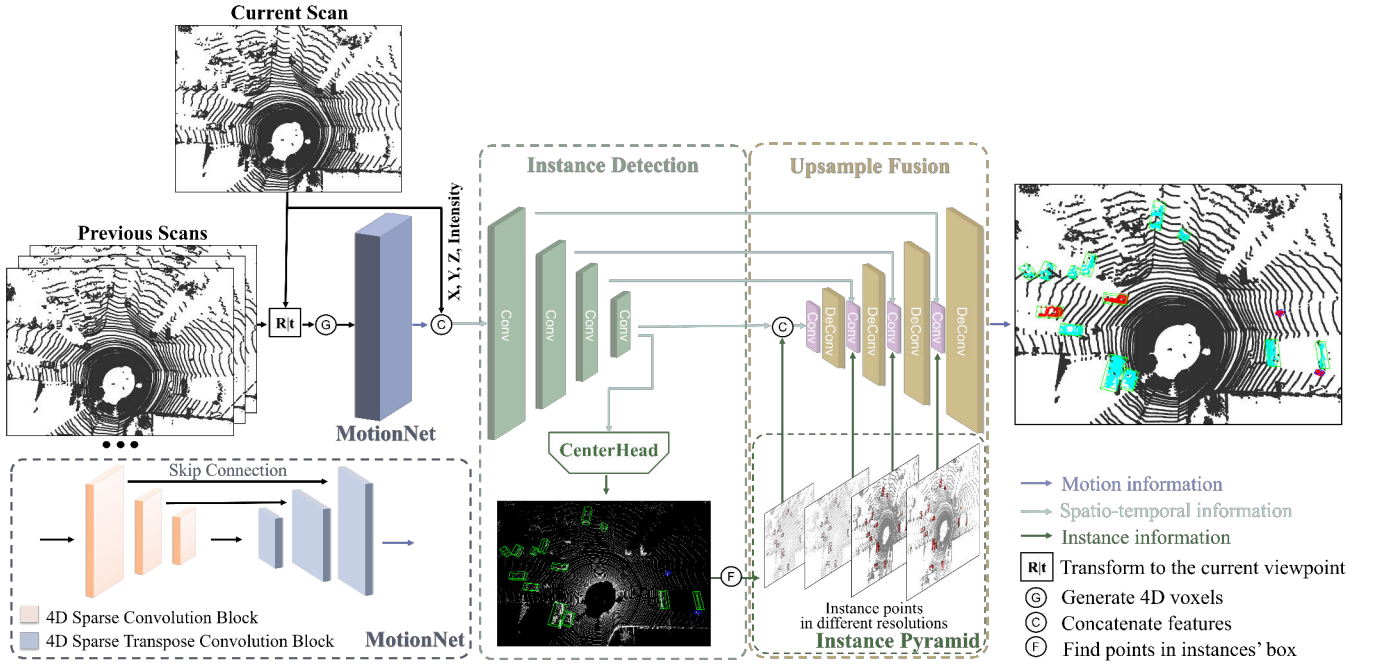 Current Scan
Previous Scans
R|t
G
X, Y, Z, Intensity
C
MotionNet
Instance Detection
Conv
Conv
Conv
Conv
CenterHead
F
Upsample Fusion
C
Conv
DeConv
Conv
DeConv
Conv
DeConv
Conv
DeConv
Instance points
in different resolutions
Instance Pyramid
Skip Connection
4D Sparse Convolution Block
4D Sparse Transpose Convolution Block
MotionNet
Motion information
Spatio-temporal information
Instance information
R|t Transform to the current viewpoint
G Generate 4D voxels
C Concatenate features
F Find points in instances' box